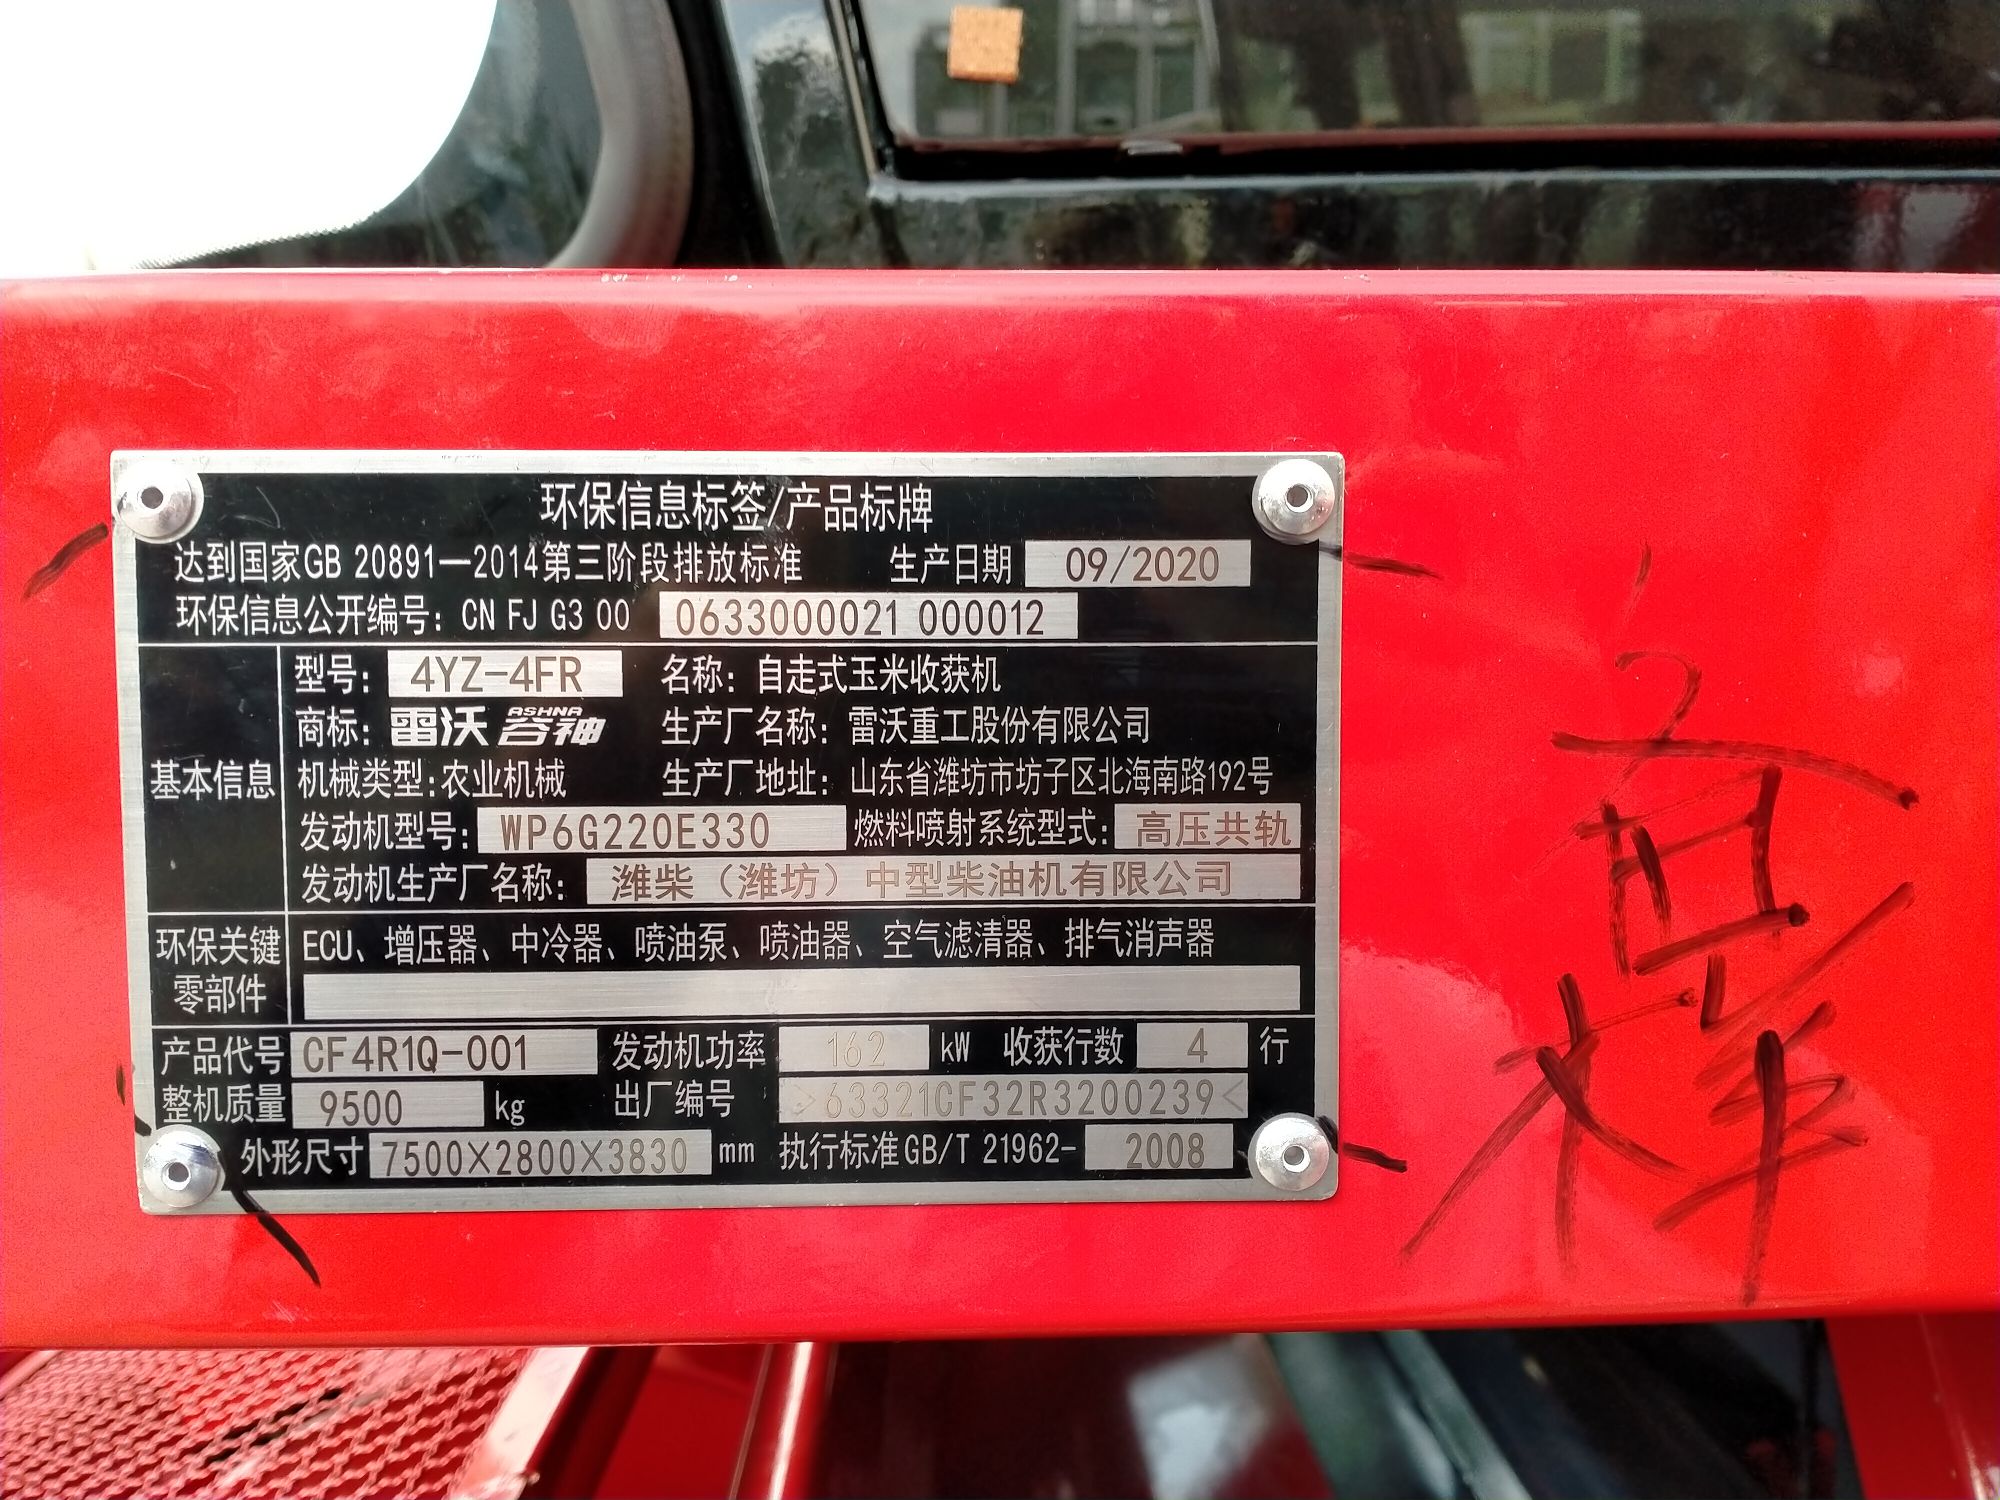 环保信息标签/产品标牌
达到国家GB 20891—2014第三阶段排放标准 生产日期 09/2020
环保信息公开编号: CN FJ G3 00 0633000021 000012
基本信息
型号: 4YZ-4FR 名称: 自走式玉米收获机
商标: 雷沃 ASHNA 谷神 生产厂名称: 雷沃重工股份有限公司
机械类型:农业机械 生产厂地址: 山东省潍坊市坊子区北海南路192号
发动机型号: WP6G220E330 燃料喷射系统型式: 高压共轨
发动机生产厂名称: 潍柴（潍坊）中型柴油机有限公司
环保关键零部件
ECU、增压器、中冷器、喷油泵、喷油器、空气滤清器、排气消声器
产品代号 CF4R1Q-001 发动机功率 162 kW 收获行数 4 行
整机质量 9500 kg 出厂编号 >63321CF32R3200239<
外形尺寸 7500X2800X3830 mm 执行标准GB/T 21962- 2008